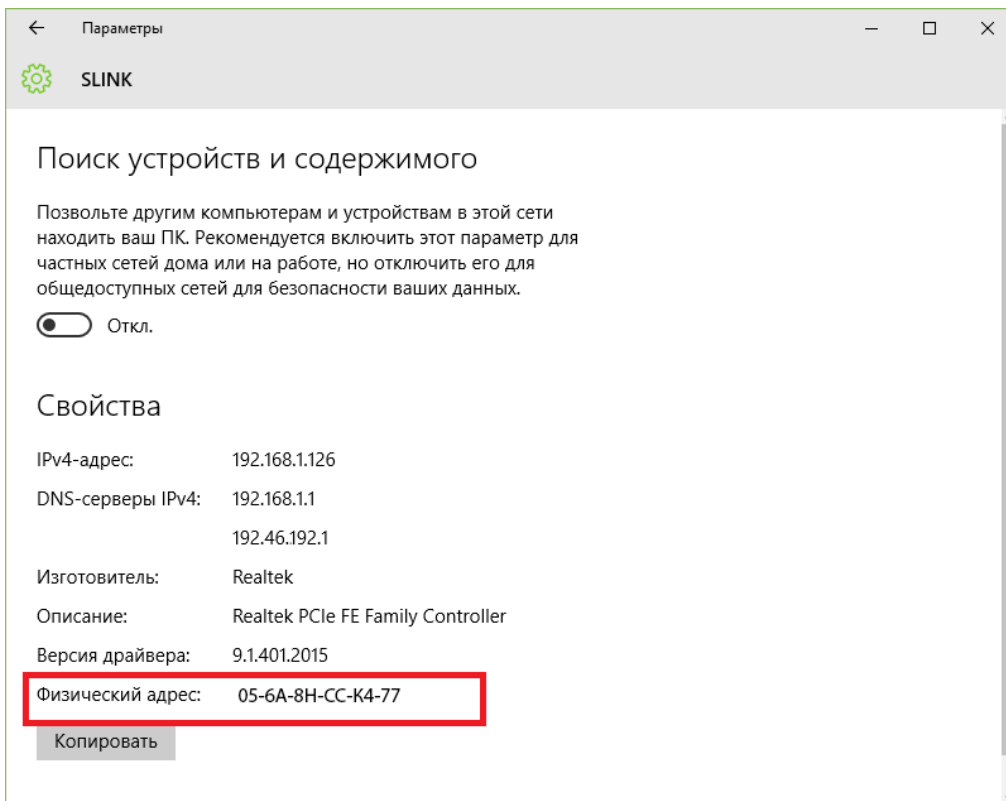 Параметры
SLINK
Поиск устройств и содержимого
Позвольте другим компьютерам и устройствам в этой сети
находить ваш ПК. Рекомендуется включить этот параметр для
частных сетей дома или на работе, но отключить его для
общедоступных сетей для безопасности ваших данных.
Откл.
Свойства
IPv4-адрес: 192.168.1.126
DNS-серверы IPv4: 192.168.1.1
192.46.192.1
Изготовитель: Realtek
Описание: Realtek PCIe FE Family Controller
Версия драйвера: 9.1.401.2015
Физический адрес: 05-6A-8H-CC-K4-77
Копировать